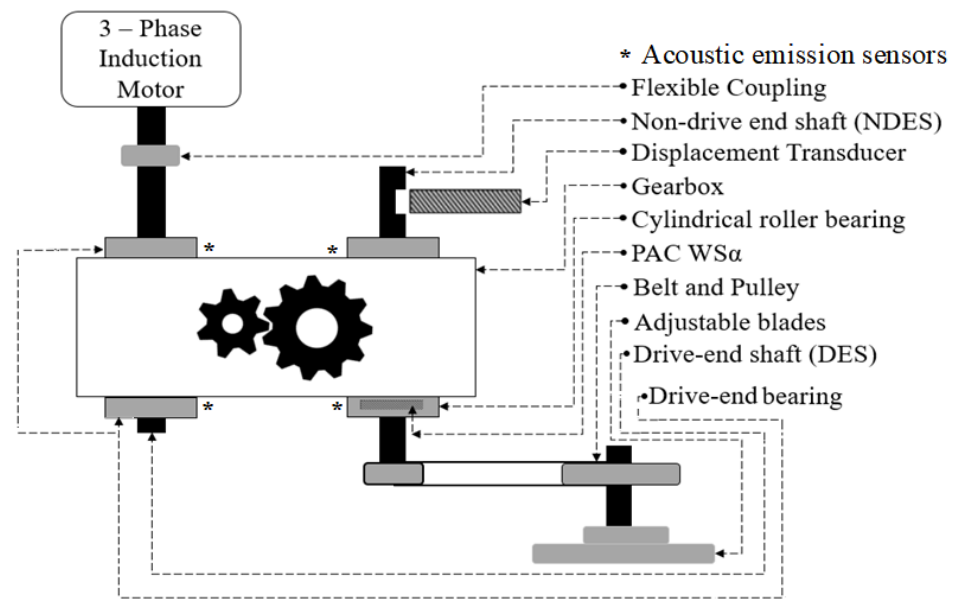 3 – Phase
Induction
Motor
* Acoustic emission sensors
•Flexible Coupling
•Non-drive end shaft (NDES)
•Displacement Transducer
•Gearbox
•Cylindrical roller bearing
•PAC WSα
•Belt and Pulley
•Adjustable blades
•Drive-end shaft (DES)
•Drive-end bearing
* *
* *